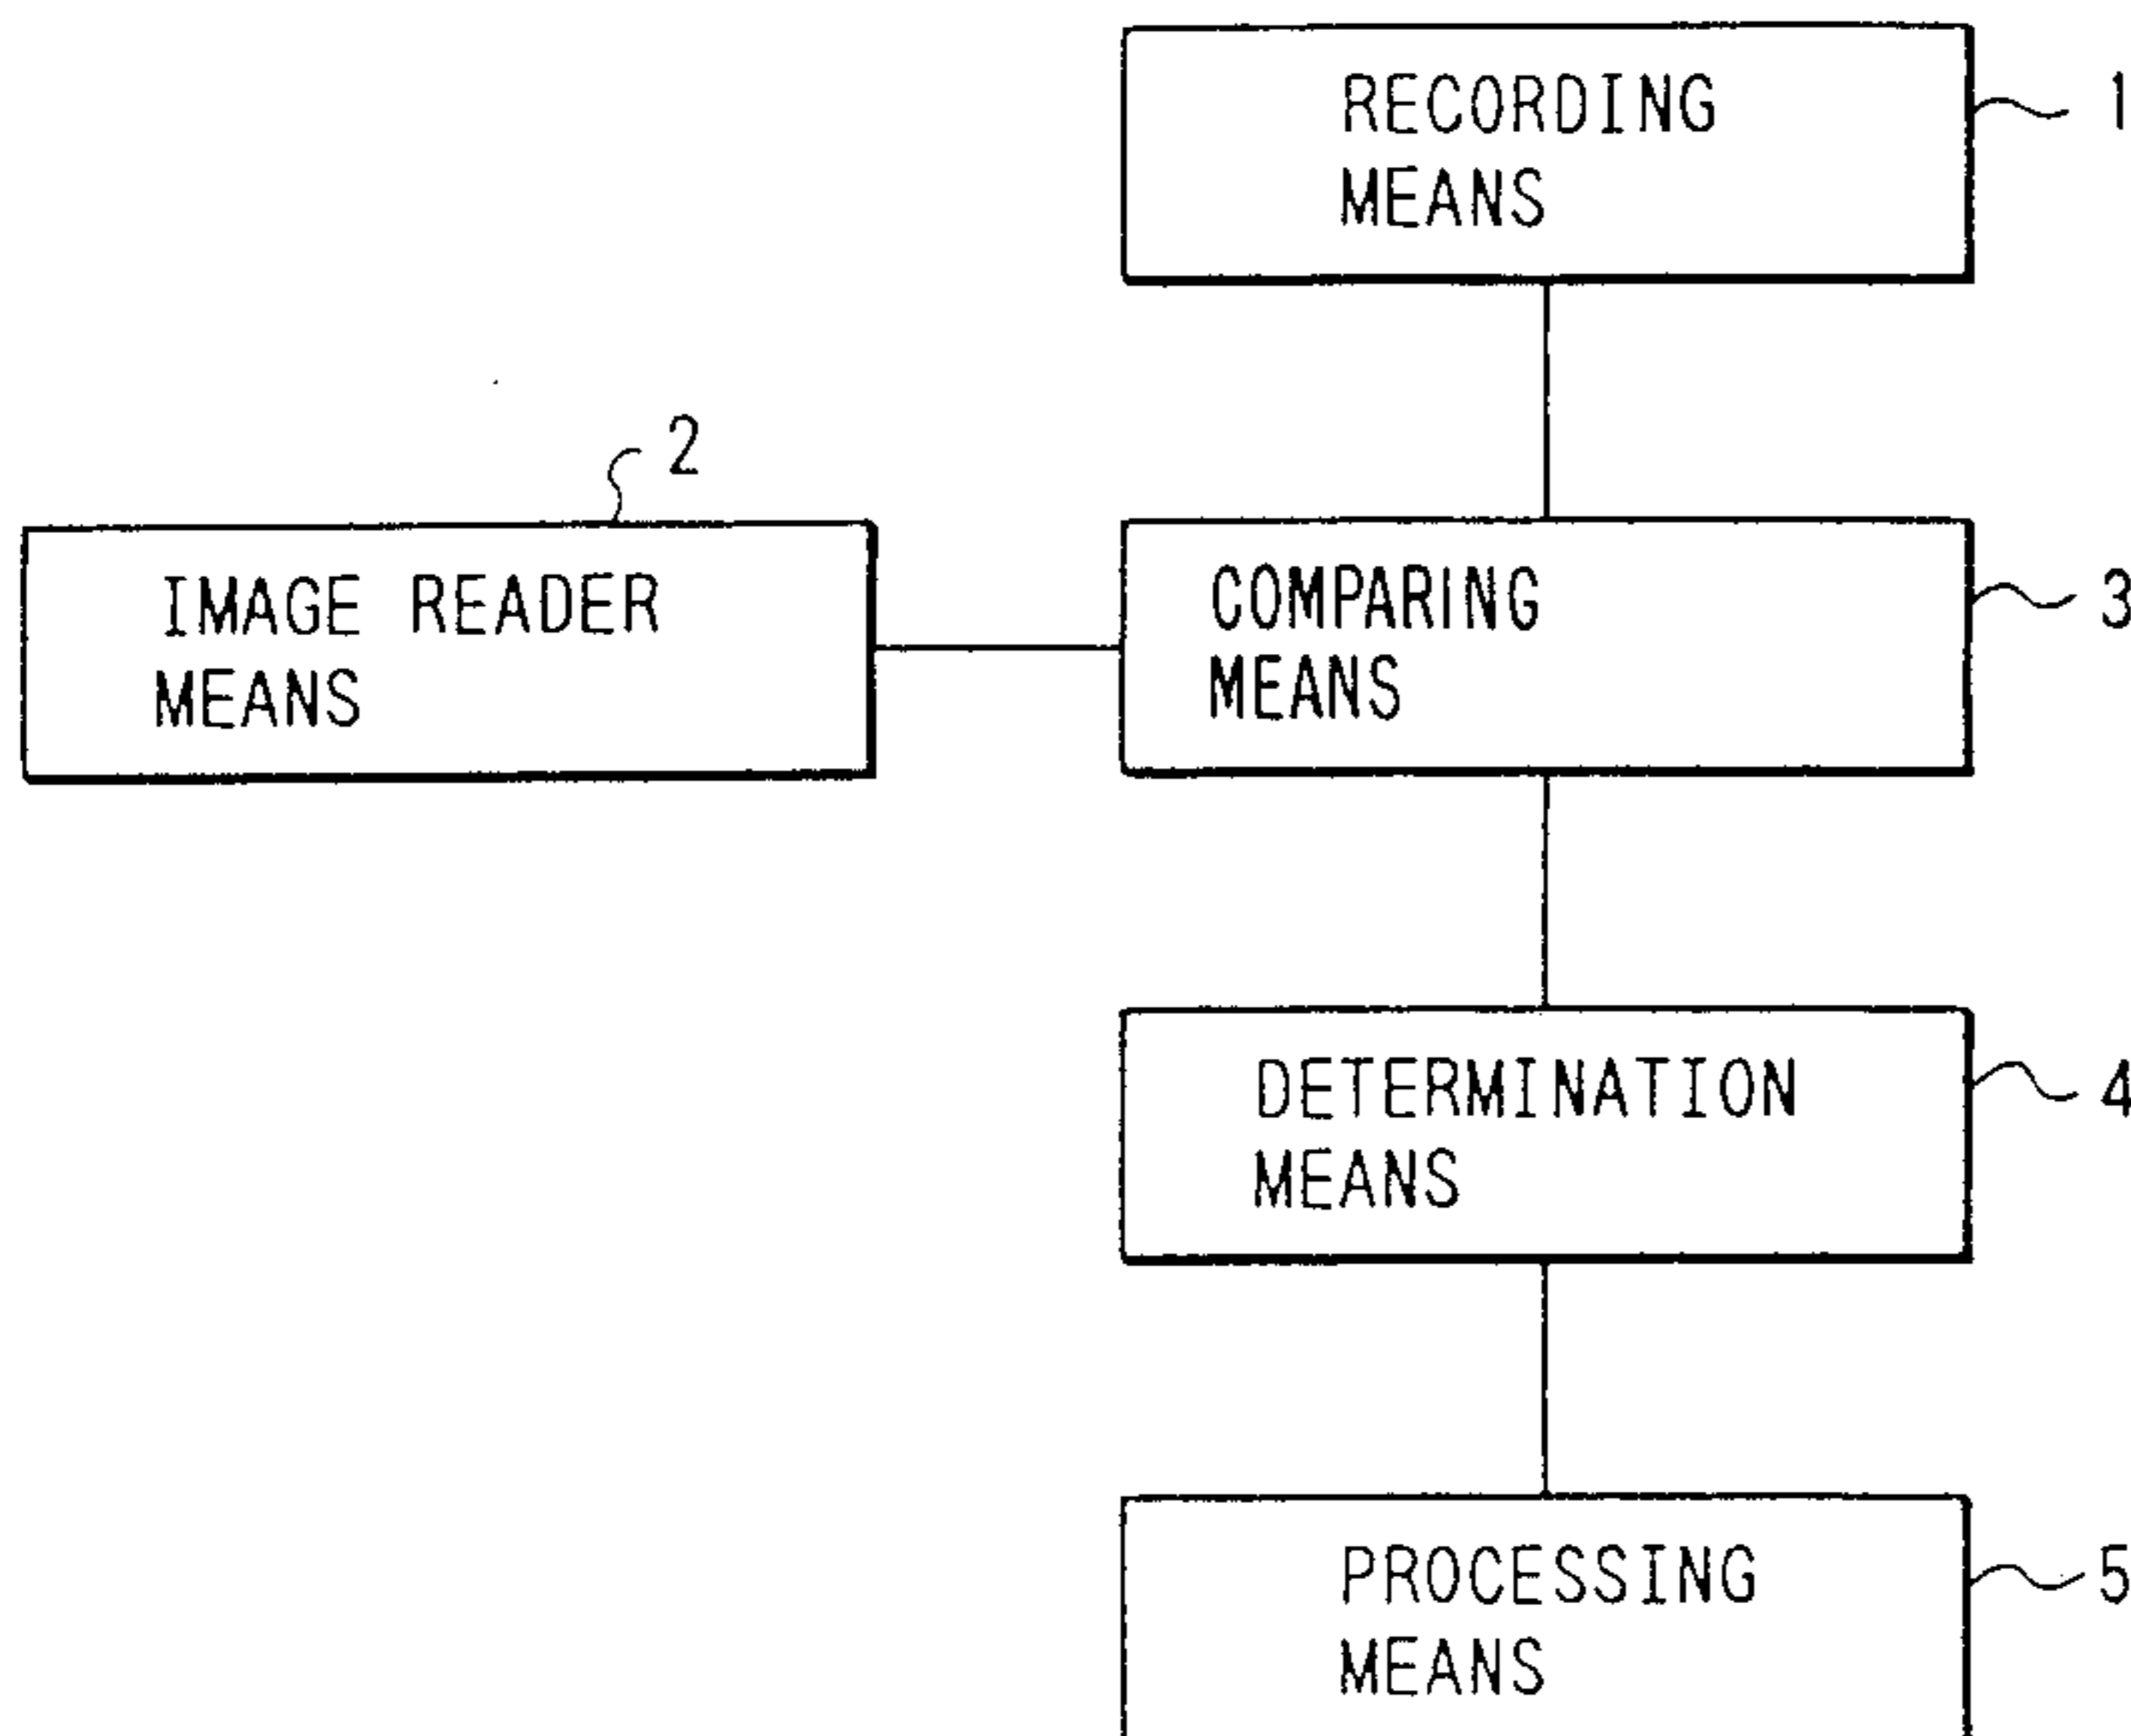 RECORDING
MEANS
1
2
IMAGE READER
MEANS
COMPARING
MEANS
3
DETERMINATION
MEANS
4
PROCESSING
MEANS
5